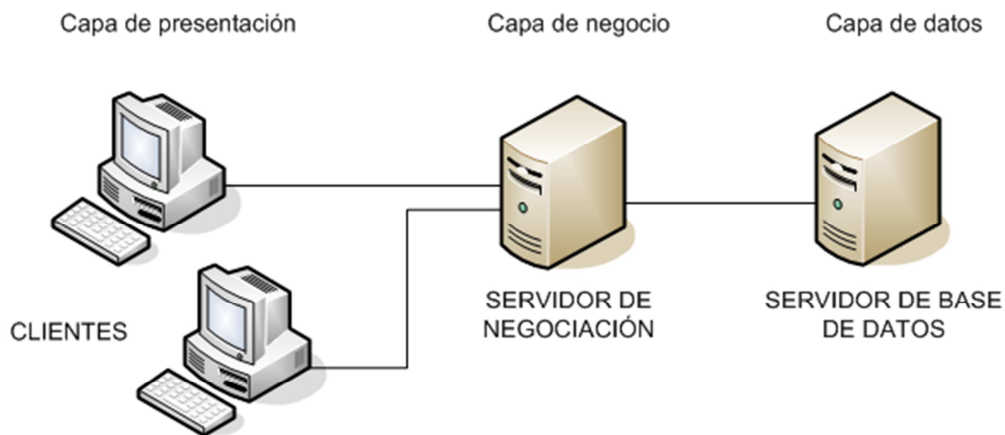 Capa de presentación
Capa de negocio
Capa de datos
CLIENTES
SERVIDOR DE
NEGOCIACIÓN
SERVIDOR DE BASE
DE DATOS